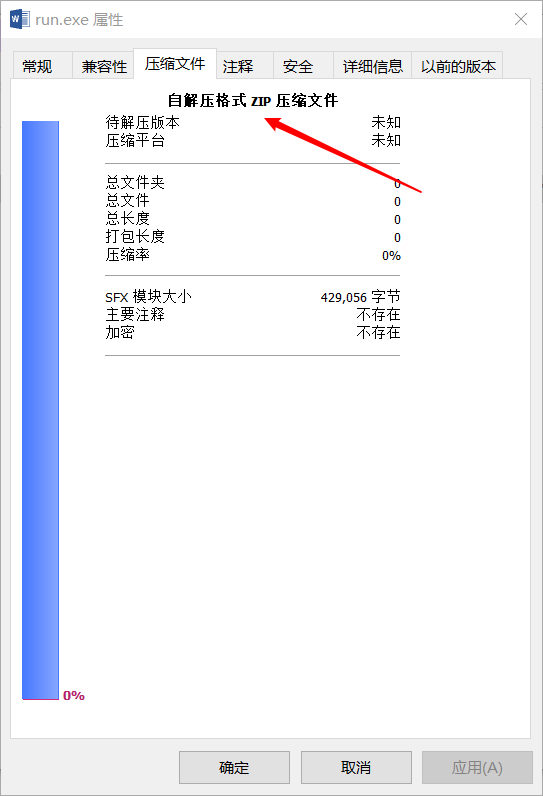 run.exe 属性
常规 兼容性 压缩文件 注释 安全 详细信息 以前的版本
自解压格式 ZIP 压缩文件
待解压版本 未知
压缩平台 未知
总文件夹 0
总文件 0
总长度 0
打包长度 0
压缩率 0%
SFX 模块大小 429,056 字节
主要注释 不存在
加密 不存在
0%
确定 取消 应用(A)